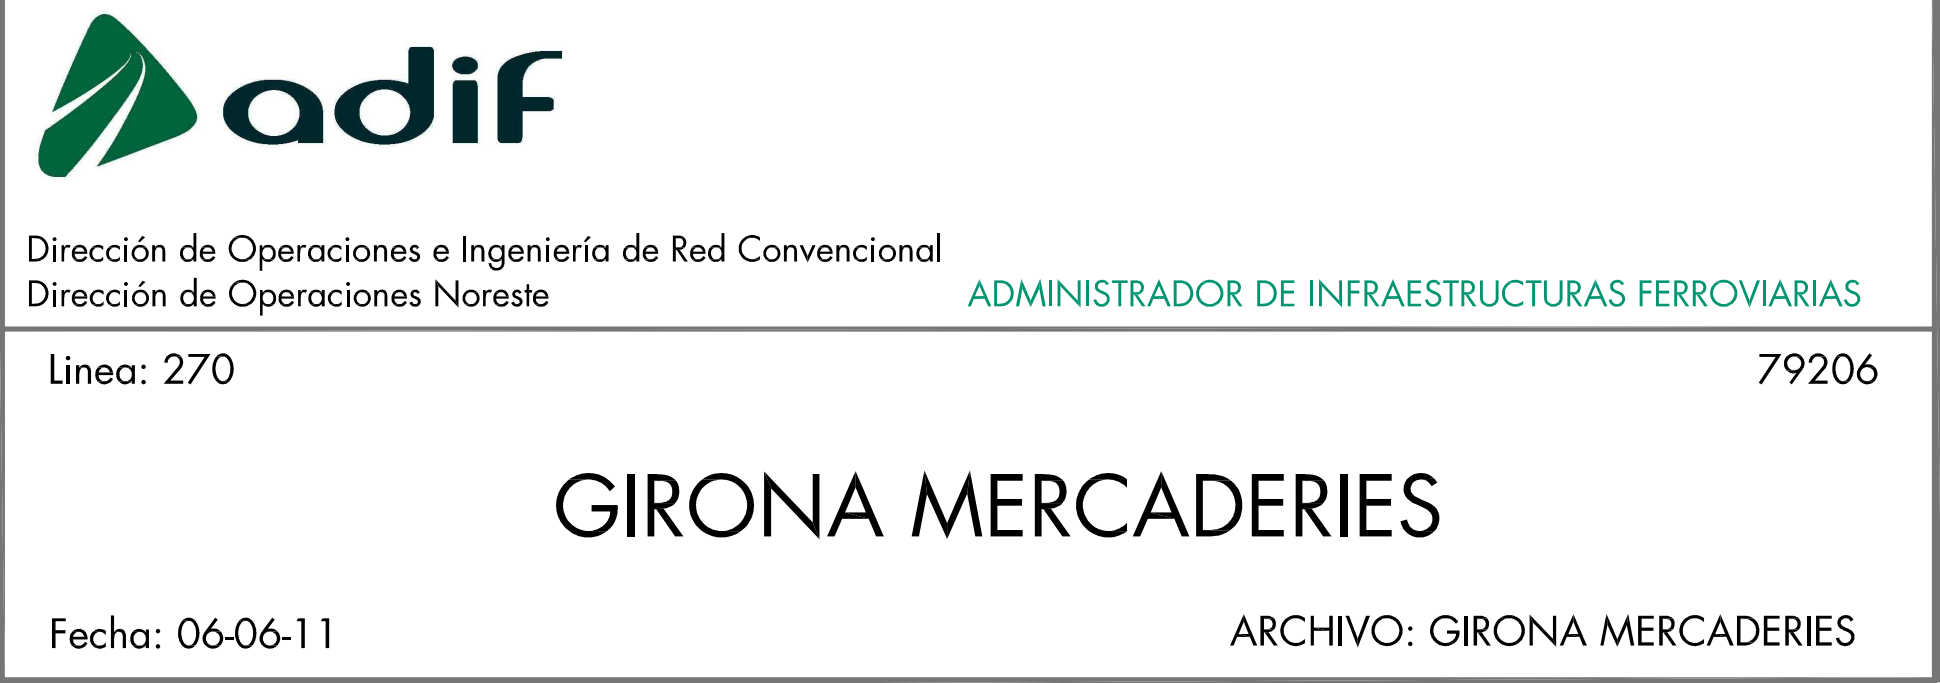 adif
Dirección de Operaciones e Ingeniería de Red Convencional
Dirección de Operaciones Noreste
ADMINISTRADOR DE INFRAESTRUCTURAS FERROVIARIAS
Linea: 270
79206
GIRONA MERCADERIES
Fecha: 06-06-11
ARCHIVO: GIRONA MERCADERIES